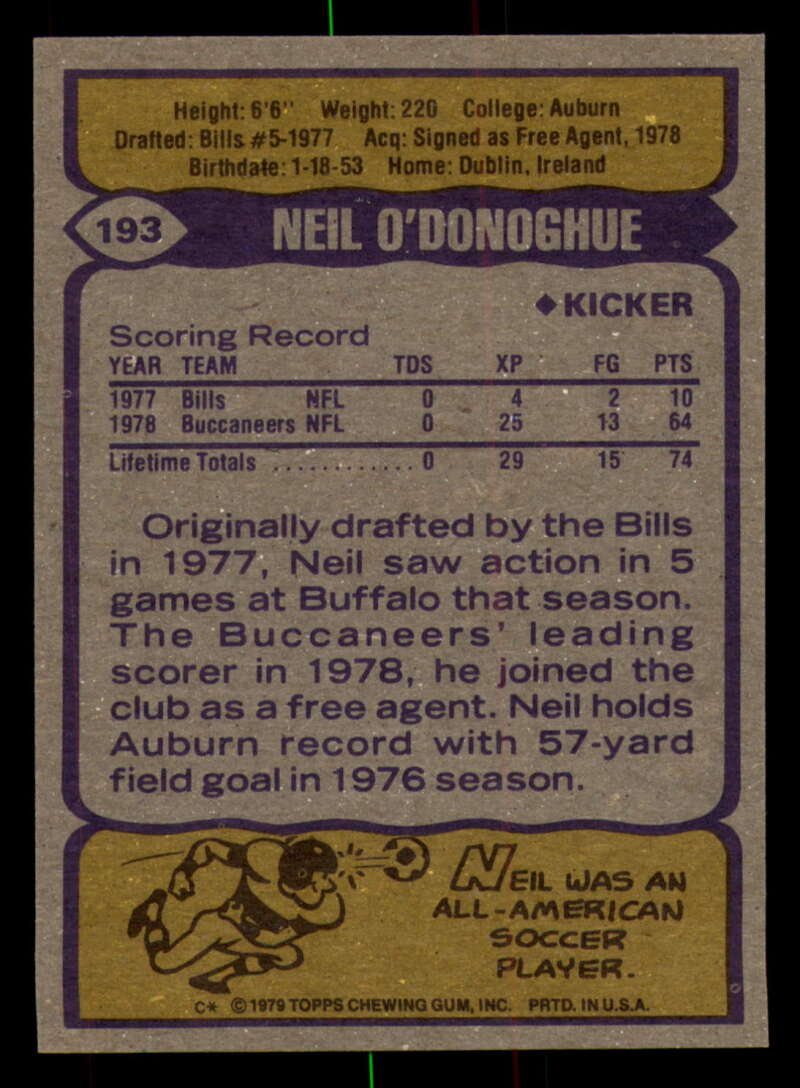 Height: 6'6" Weight: 220 College: Auburn
Drafted: Bills #5-1977 Acq: Signed as Free Agent, 1978
Birthdate: 1-18-53 Home: Dublin, Ireland
193 NEIL O'DONOGHUE
◆KICKER
Scoring Record
YEAR TEAM TDS XP FG PTS
1977 Bills NFL 0 4 2 10
1978 Buccaneers NFL 0 25 13 64
Lifetime Totals ............ 0 29 15 74
Originally drafted by the Bills
in 1977, Neil saw action in 5
games at Buffalo that season.
The Buccaneers' leading
scorer in 1978, he joined the
club as a free agent. Neil holds
Auburn record with 57-yard
field goal in 1976 season.
NEIL WAS AN
ALL-AMERICAN
SOCCER
PLAYER.
C* © 1979 TOPPS CHEWING GUM, INC. PRTD. IN U.S.A.